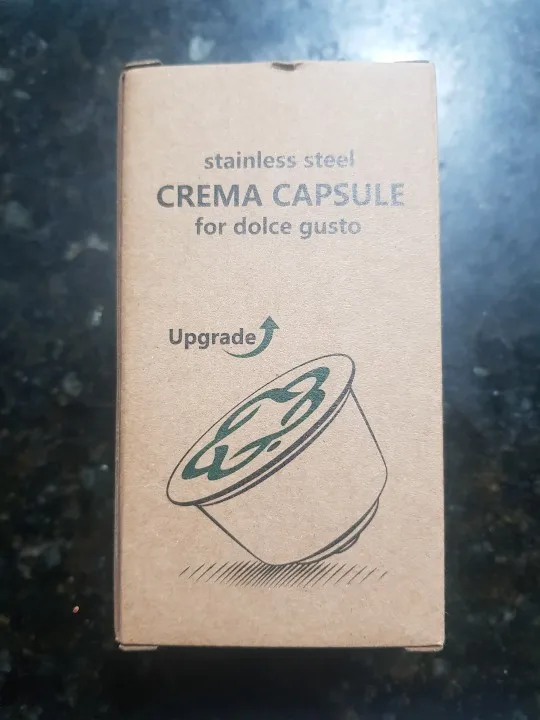 stainless steel
CREMA CAPSULE
for dolce gusto
Upgrade